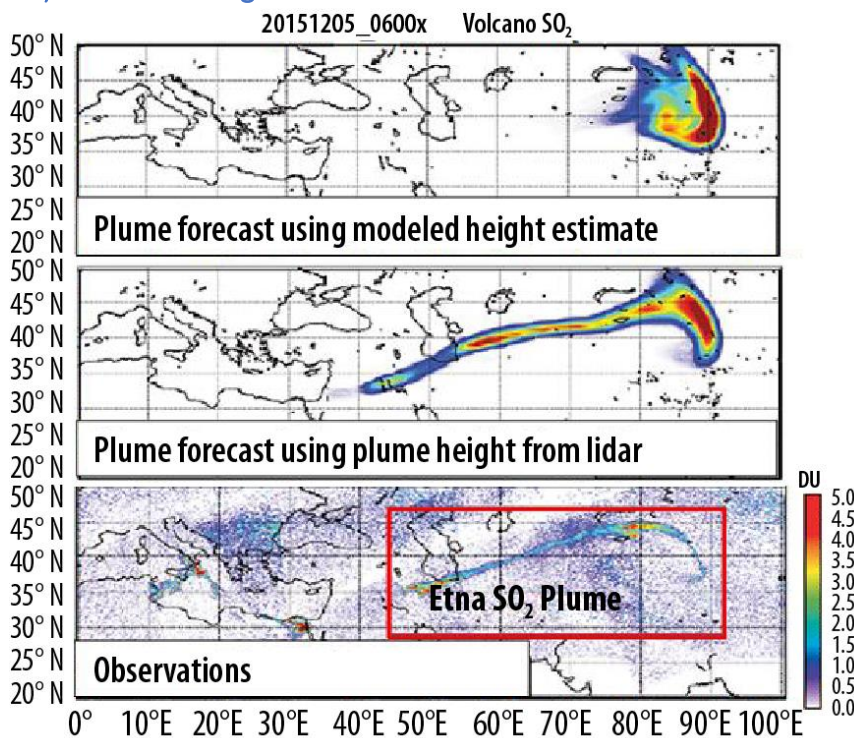 20151205_0600x Volcano SO₂
50° N
45° N
40° N
35° N
30° N
25° N
20° N
Plume forecast using modeled height estimate
50° N
45° N
40° N
35° N
30° N
25° N
20° N
Plume forecast using plume height from lidar
50° N
45° N
40° N
35° N
30° N
25° N
20° N
Etna SO₂ Plume
Observations
DU
5.0
4.5
4.0
3.5
3.0
2.5
2.0
1.5
1.0
0.5
0.0
0° 10°E 20°E 30°E 40°E 50°E 60°E 70°E 80°E 90°E 100°E